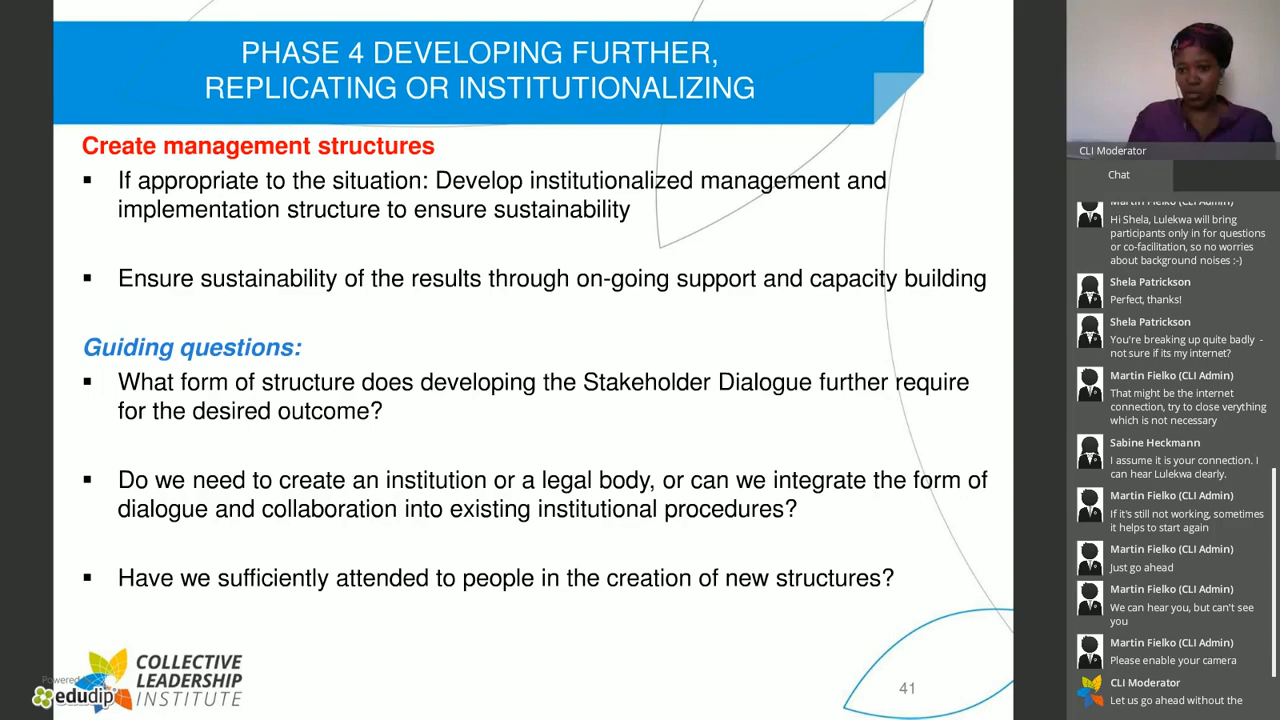 PHASE 4 DEVELOPING FURTHER,
REPLICATING OR INSTITUTIONALIZING
Create management structures
▪ If appropriate to the situation: Develop institutionalized management and
implementation structure to ensure sustainability
▪ Ensure sustainability of the results through on-going support and capacity building
Guiding questions:
▪ What form of structure does developing the Stakeholder Dialogue further require
for the desired outcome?
▪ Do we need to create an institution or a legal body, or can we integrate the form of
dialogue and collaboration into existing institutional procedures?
▪ Have we sufficiently attended to people in the creation of new structures?
COLLECTIVE
LEADERSHIP
INSTITUTE
Powered
edudip
41
CLI Moderator
Chat
Martin Fielko (CLI Admin)
Hi Shela, Lulekwa will bring
participants only in for questions
or co-facilitation, so no worries
about background noises :-)
Shela Patrickson
Perfect, thanks!
Shela Patrickson
You're breaking up quite badly -
not sure if its my internet?
Martin Fielko (CLI Admin)
That might be the internet
connection, try to close verything
which is not necessary
Sabine Heckmann
I assume it is your connection. I
can hear Lulekwa clearly.
Martin Fielko (CLI Admin)
If it's still not working, sometimes
it helps to start again
Martin Fielko (CLI Admin)
Just go ahead
Martin Fielko (CLI Admin)
We can hear you, but can't see
you
Martin Fielko (CLI Admin)
Please enable your camera
CLI Moderator
Let us go ahead without the